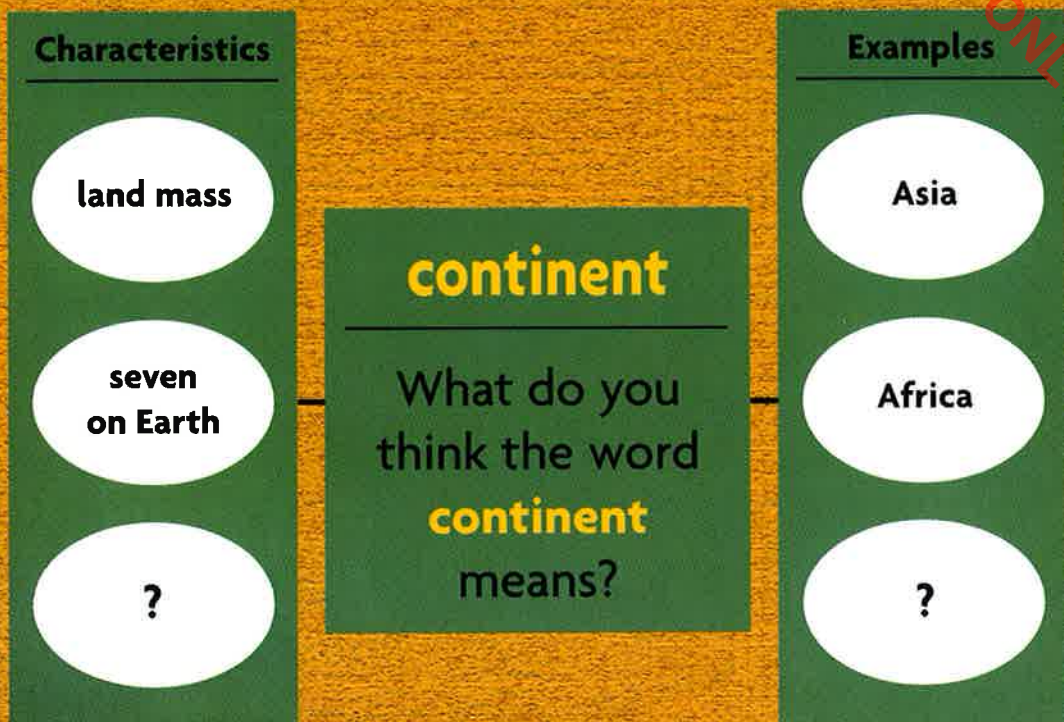 Characteristics
land mass
seven
on Earth
?
continent
What do you
think the word
continent
means?
Examples
Asia
Africa
?